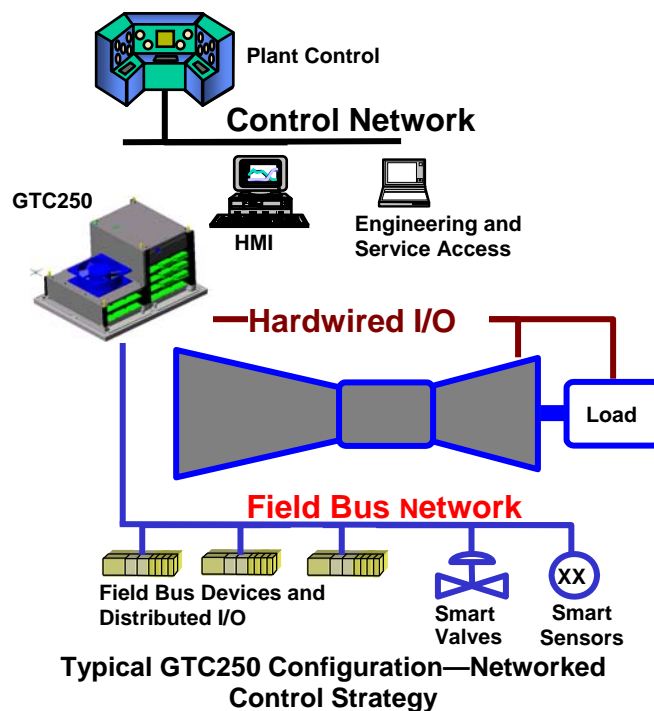 Plant Control
Control Network
GTC250
HMI
Engineering and
Service Access
Hardwired I/O
Load
Field Bus Network
Field Bus Devices and
Distributed I/O
XX
Smart
Valves
Smart
Sensors
Typical GTC250 Configuration—Networked
Control Strategy